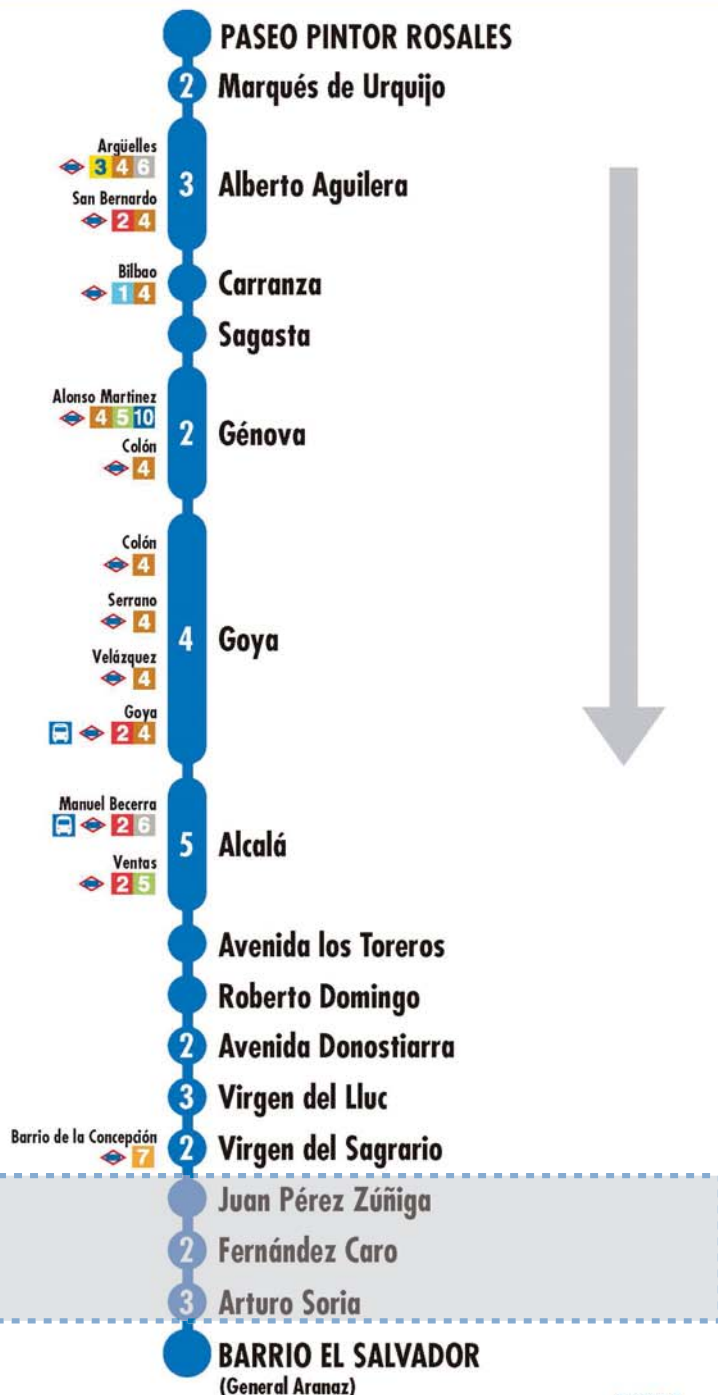 PASEO PINTOR ROSALES
2 Marqués de Urquijo
Argüelles
3 4 6
3 Alberto Aguilera
San Bernardo
2 4
Bilbao
1 4
Carranza
Sagasta
Alonso Martínez
4 5 10
2 Génova
Colón
4
Colón
4
Serrano
4
4 Goya
Velázquez
4
Goya
2 4
Manuel Becerra
2 6
5 Alcalá
Ventas
2 5
Avenida los Toreros
Roberto Domingo
2 Avenida Donostiarra
3 Virgen del Lluc
Barrio de la Concepción
7
2 Virgen del Sagrario
Juan Pérez Zúñiga
2 Fernández Caro
3 Arturo Soria
BARRIO EL SALVADOR
(General Aranaz)